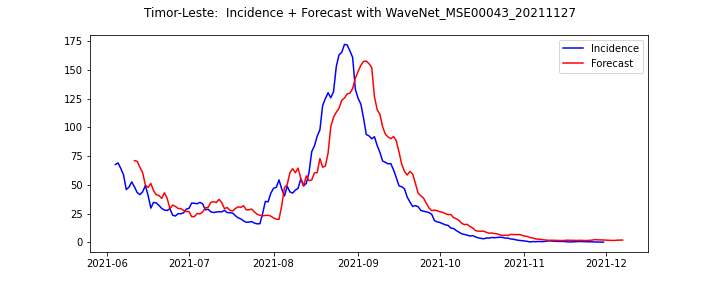 Timor-Leste:  Incidence + Forecast with WaveNet_MSE00043_20211127
Incidence
Forecast
175
150
125
100
75
50
25
0
2021-06 2021-07 2021-08 2021-09 2021-10 2021-11 2021-12